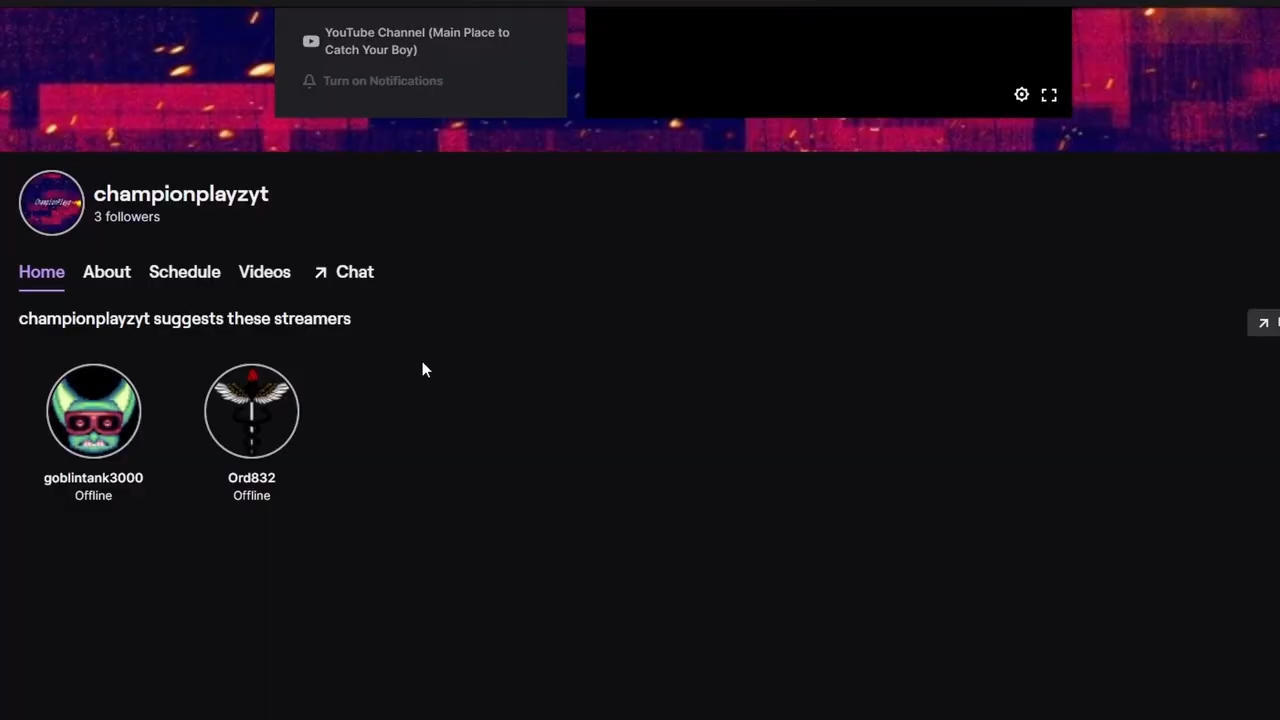 YouTube Channel (Main Place to
Catch Your Boy)
Turn on Notifications
championplayzyt
3 followers
Home About Schedule Videos Chat
championplayzyt suggests these streamers
goblintank3000 Ord832
Offline Offline